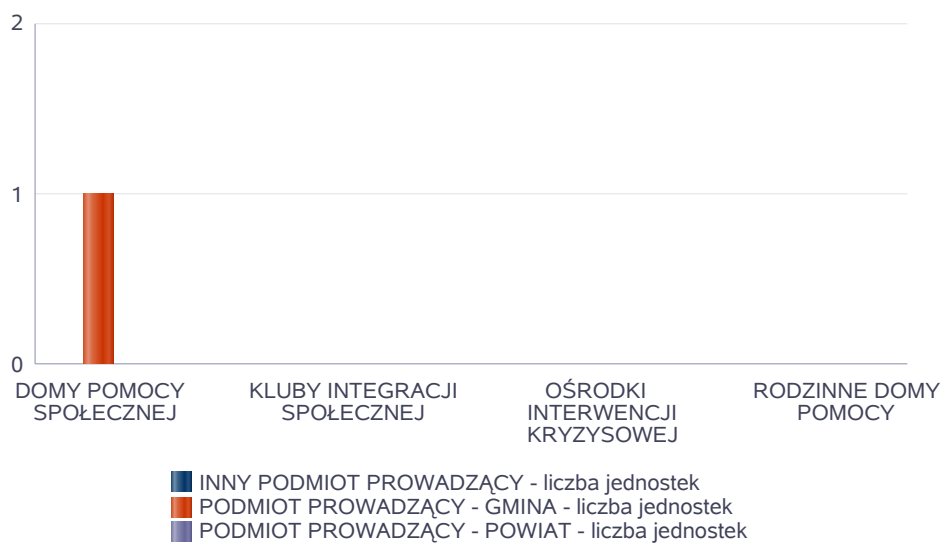 2
1
0
DOMY POMOCY SPOŁECZNEJ
KLUBY INTEGRACJI SPOŁECZNEJ
OŚRODKI INTERWENCJI KRYZYSOWEJ
RODZINNE DOMY POMOCY
INNY PODMIOT PROWADZĄCY - liczba jednostek
PODMIOT PROWADZĄCY - GMINA - liczba jednostek
PODMIOT PROWADZĄCY - POWIAT - liczba jednostek